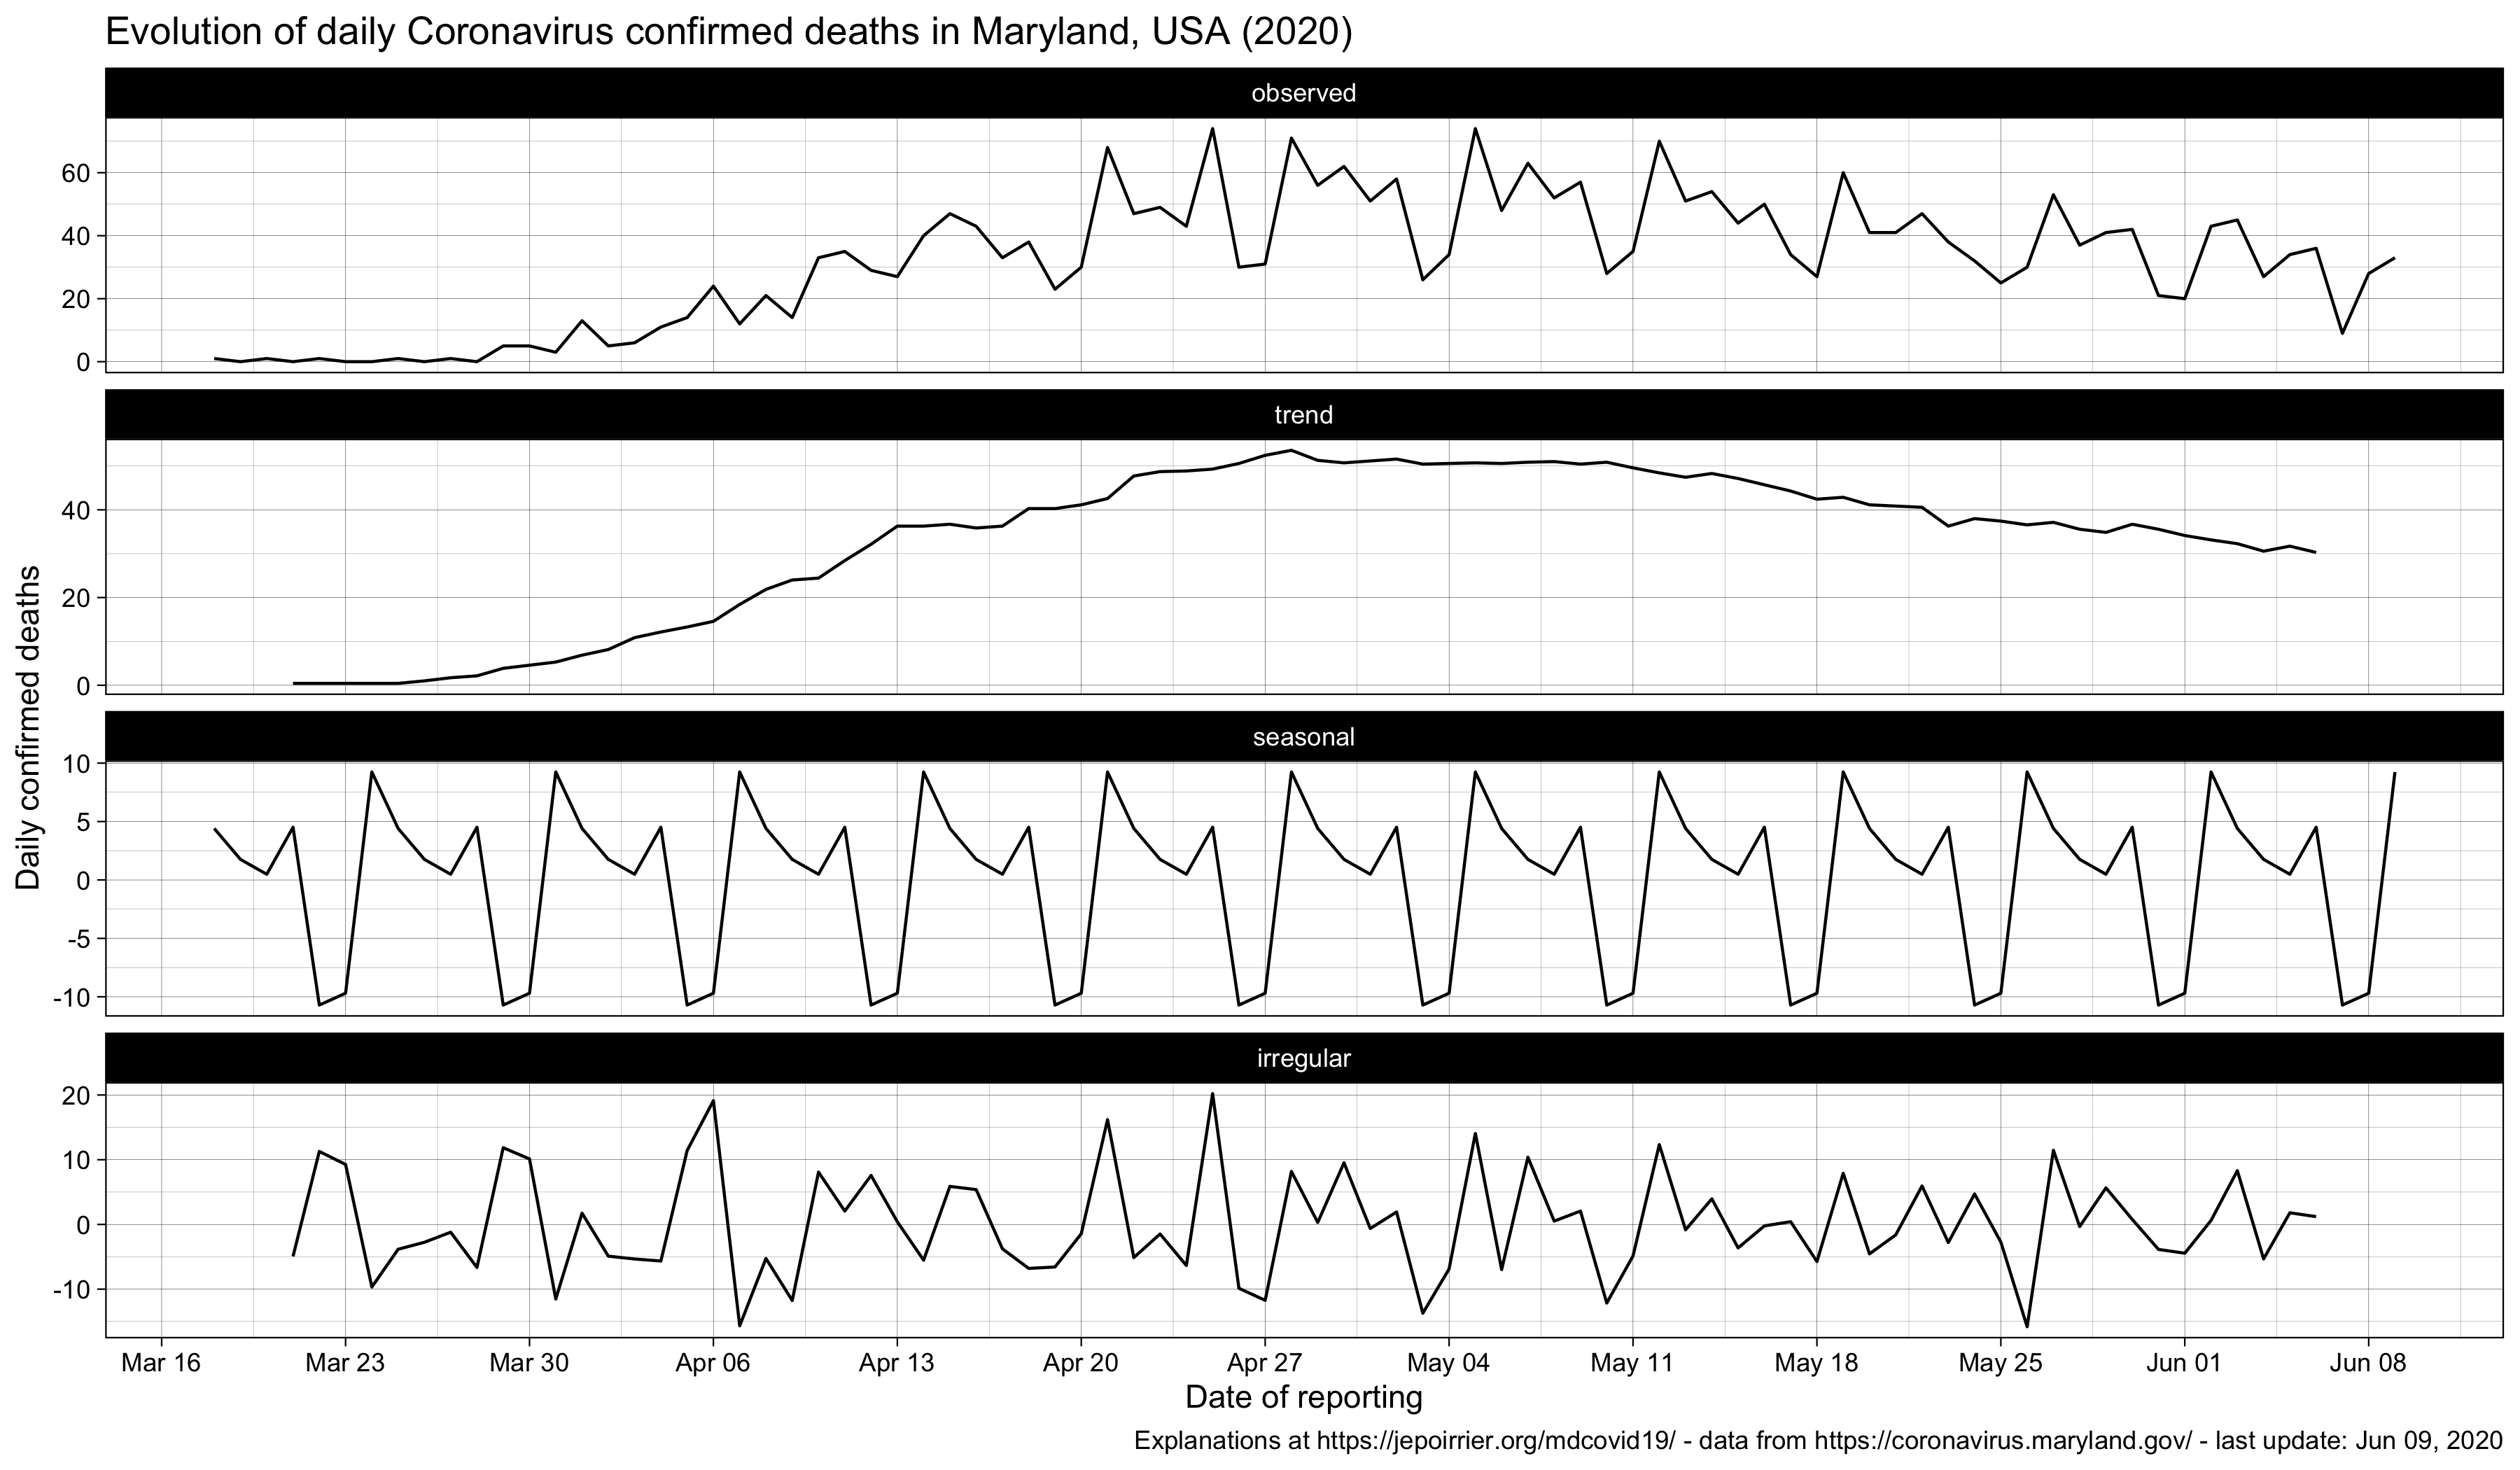 Evolution of daily Coronavirus confirmed deaths in Maryland, USA (2020)
observed
60
40
20
0
trend
40
20
0
Daily confirmed deaths
seasonal
10
5
0
-5
-10
irregular
20
10
0
-10
Mar 16 Mar 23 Mar 30 Apr 06 Apr 13 Apr 20 Apr 27 May 04 May 11 May 18 May 25 Jun 01 Jun 08
Date of reporting
Explanations at https://jepoirrier.org/mdcovid19/ - data from https://coronavirus.maryland.gov/ - last update: Jun 09, 2020